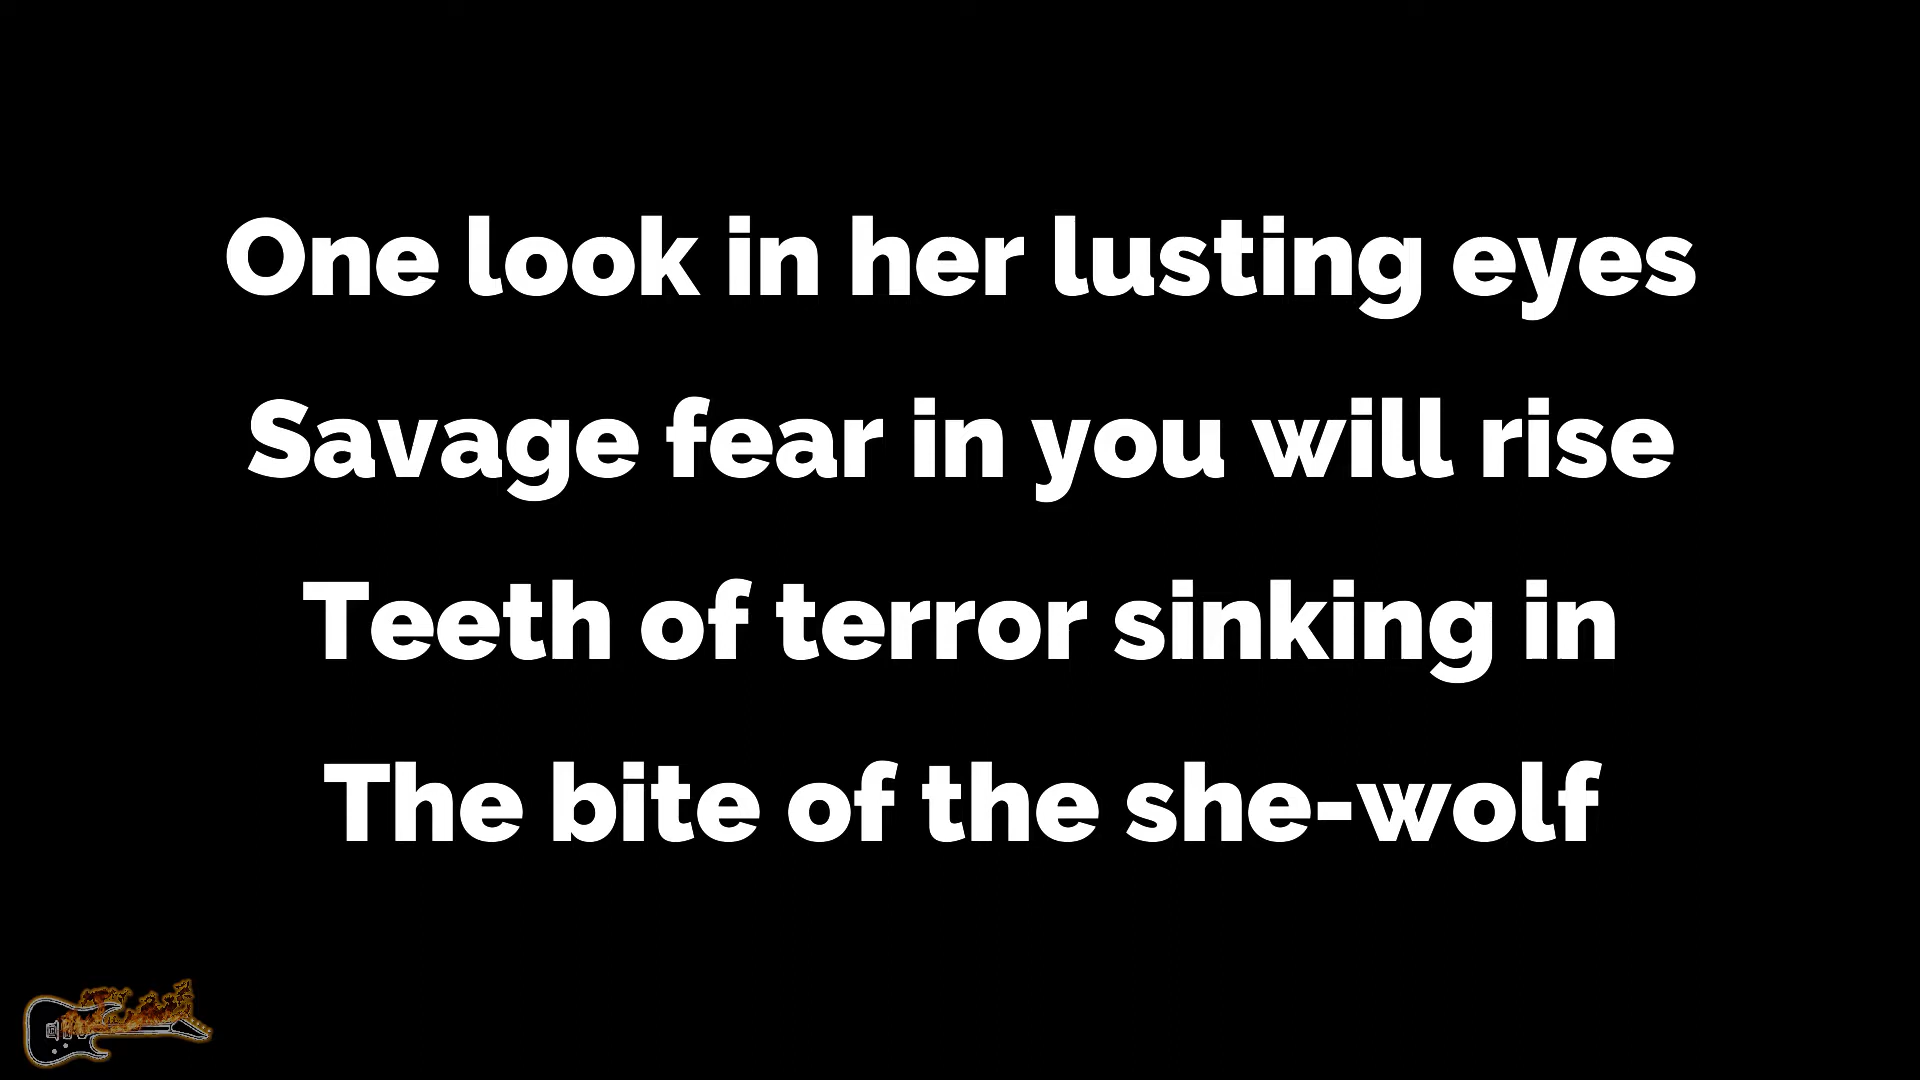 One look in her lusting eyes
Savage fear in you will rise
Teeth of terror sinking in
The bite of the she-wolf